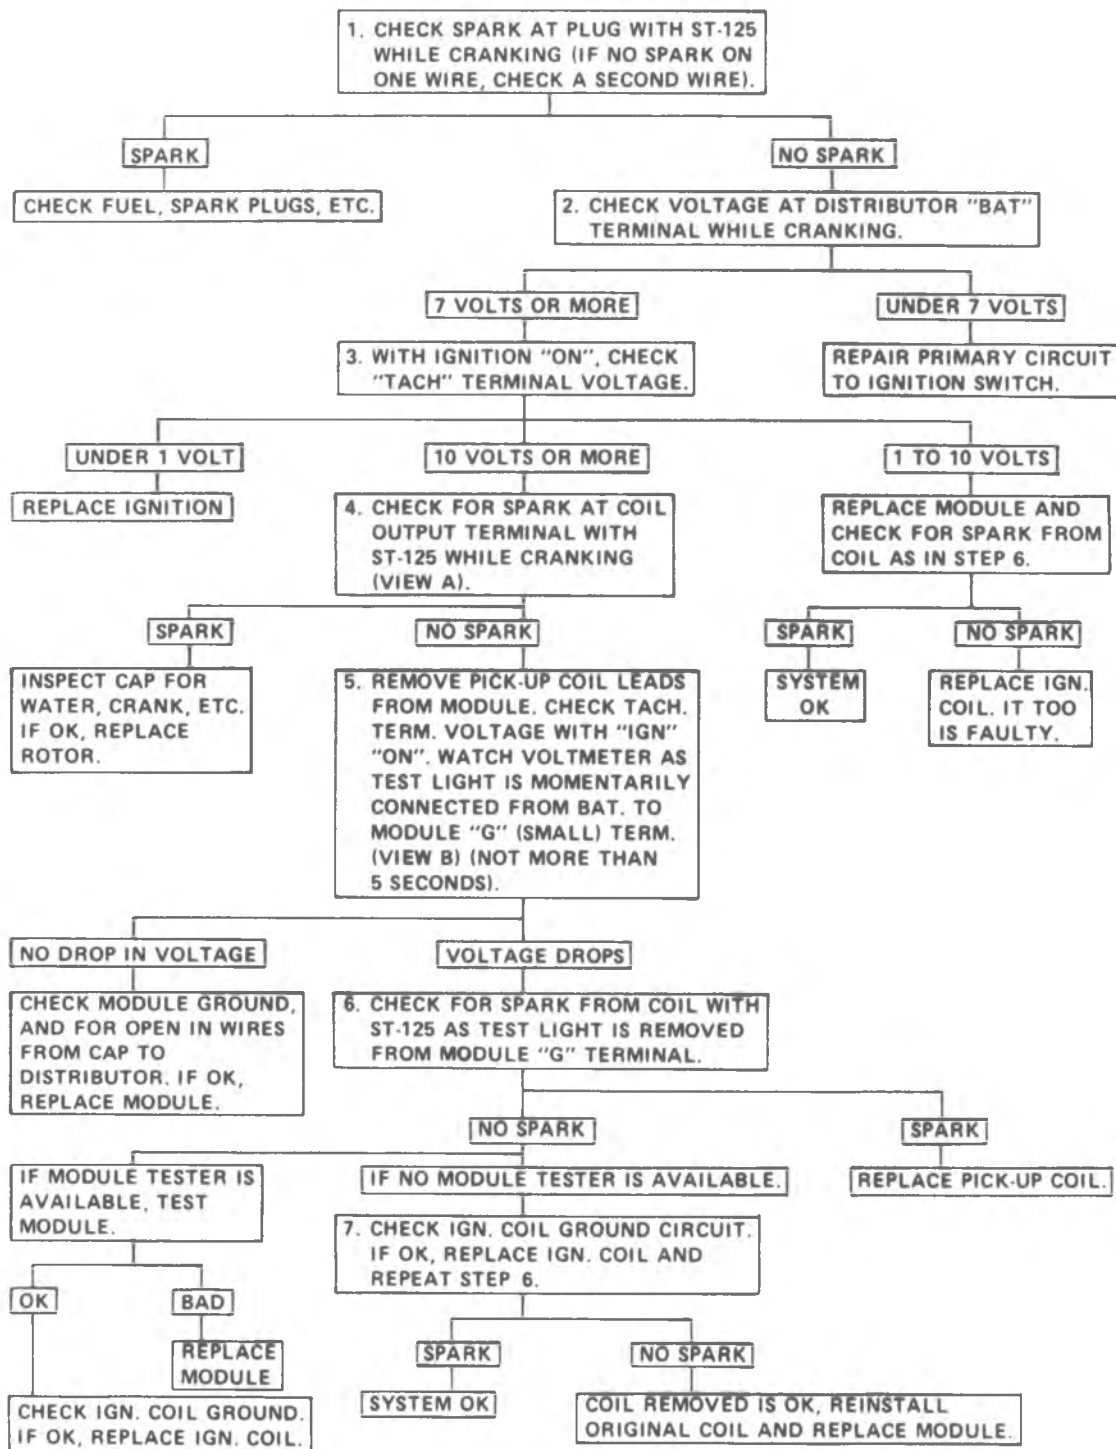 1. CHECK SPARK AT PLUG WITH ST-125
WHILE CRANKING (IF NO SPARK ON
ONE WIRE, CHECK A SECOND WIRE).
SPARK
NO SPARK
CHECK FUEL, SPARK PLUGS, ETC.
2. CHECK VOLTAGE AT DISTRIBUTOR "BAT"
TERMINAL WHILE CRANKING.
7 VOLTS OR MORE
UNDER 7 VOLTS
3. WITH IGNITION "ON", CHECK
"TACH" TERMINAL VOLTAGE.
REPAIR PRIMARY CIRCUIT
TO IGNITION SWITCH.
UNDER 1 VOLT
10 VOLTS OR MORE
1 TO 10 VOLTS
REPLACE IGNITION
4. CHECK FOR SPARK AT COIL
OUTPUT TERMINAL WITH
ST-125 WHILE CRANKING
(VIEW A).
REPLACE MODULE AND
CHECK FOR SPARK FROM
COIL AS IN STEP 6.
SPARK
NO SPARK
SPARK
NO SPARK
INSPECT CAP FOR
WATER, CRANK, ETC.
IF OK, REPLACE
ROTOR.
5. REMOVE PICK-UP COIL LEADS
FROM MODULE. CHECK TACH.
TERM. VOLTAGE WITH "IGN"
"ON". WATCH VOLTMETER AS
TEST LIGHT IS MOMENTARILY
CONNECTED FROM BAT. TO
MODULE "G" (SMALL) TERM.
(VIEW B) (NOT MORE THAN
5 SECONDS).
SYSTEM
OK
REPLACE IGN.
COIL. IT TOO
IS FAULTY.
NO DROP IN VOLTAGE
VOLTAGE DROPS
CHECK MODULE GROUND,
AND FOR OPEN IN WIRES
FROM CAP TO
DISTRIBUTOR. IF OK,
REPLACE MODULE.
6. CHECK FOR SPARK FROM COIL WITH
ST-125 AS TEST LIGHT IS REMOVED
FROM MODULE "G" TERMINAL.
NO SPARK
SPARK
IF MODULE TESTER IS
AVAILABLE, TEST
MODULE.
IF NO MODULE TESTER IS AVAILABLE.
REPLACE PICK-UP COIL.
7. CHECK IGN. COIL GROUND CIRCUIT.
IF OK, REPLACE IGN. COIL AND
REPEAT STEP 6.
OK
BAD
REPLACE
MODULE
SPARK
NO SPARK
CHECK IGN. COIL GROUND.
IF OK, REPLACE IGN. COIL.
SYSTEM OK
COIL REMOVED IS OK, REINSTALL
ORIGINAL COIL AND REPLACE MODULE.